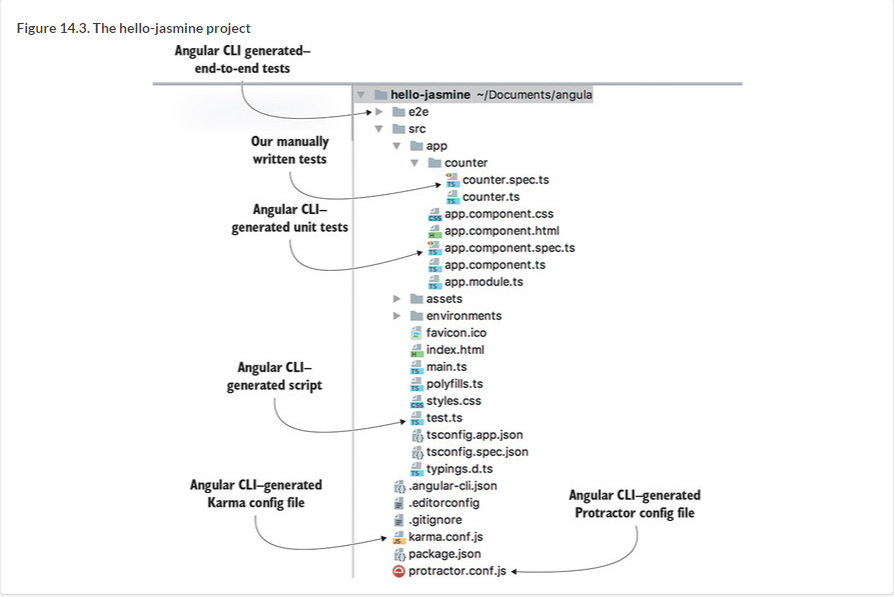 Figure 14.3. The hello-jasmine project
Angular CLI generated–
end-to-end tests
hello-jasmine ~/Documents/angula
e2e
src
Our manually
written tests
app
counter
counter.spec.ts
counter.ts
Angular CLI–
generated unit tests
app.component.css
app.component.html
app.component.spec.ts
app.component.ts
app.module.ts
assets
environments
favicon.ico
index.html
main.ts
Angular CLI–
generated script
polyfills.ts
styles.css
test.ts
tsconfig.app.json
tsconfig.spec.json
typings.d.ts
Angular CLI–generated
Karma config file
.angular-cli.json
.editorconfig
.gitignore
karma.conf.js
package.json
protractor.conf.js
Angular CLI–generated
Protractor config file